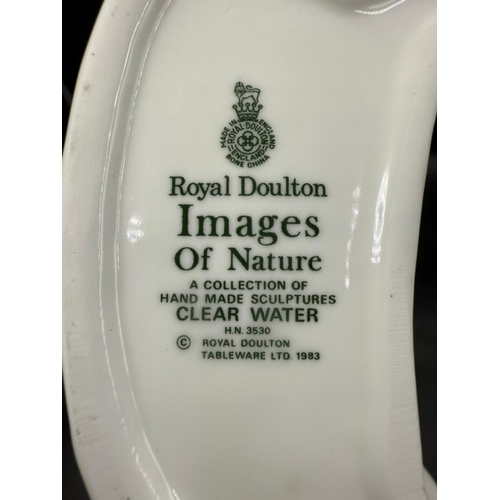 MADE IN ENGLAND
ROYAL DOULTON
ENGLAND
BONE CHINA
Royal Doulton
Images
Of Nature
A COLLECTION OF
HAND MADE SCULPTURES
CLEAR WATER
H.N. 3530
© ROYAL DOULTON
TABLEWARE LTD. 1983